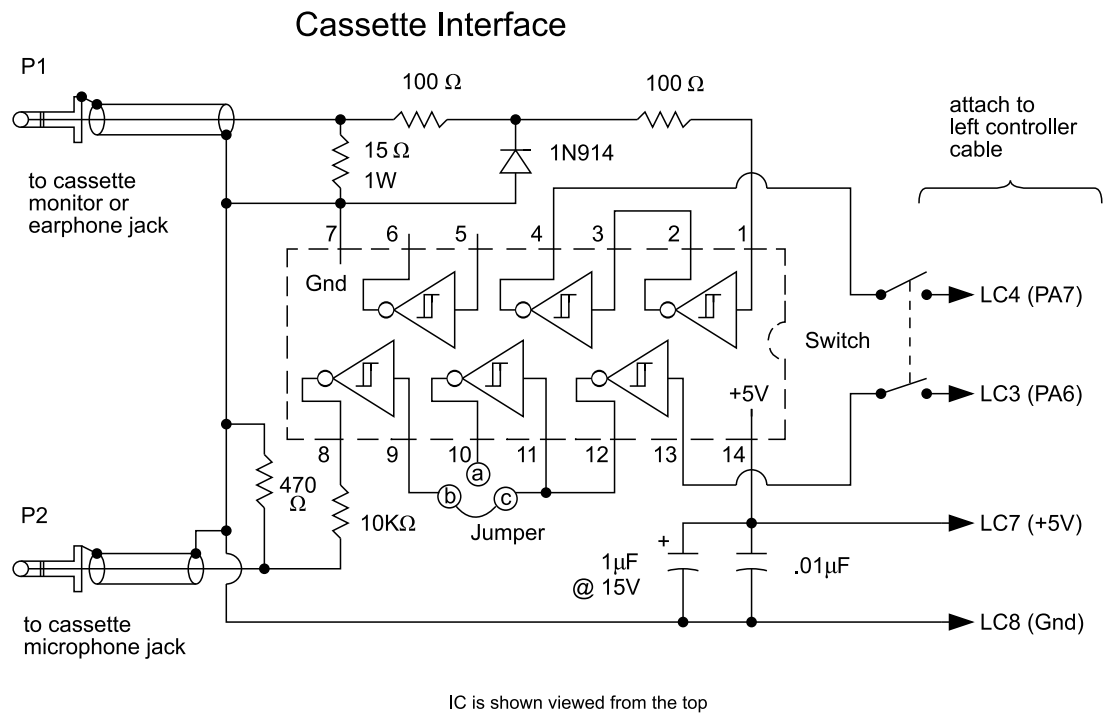 Cassette Interface
P1
100 Ω
100 Ω
attach to
left controller
cable
15 Ω
1W
1N914
to cassette
monitor or
earphone jack
7 6 5 4 3 2 1
Gnd
LC4 (PA7)
Switch
+5V
LC3 (PA6)
8 9 10 11 12 13 14
a
b
c
470
Ω
10KΩ
Jumper
P2
LC7 (+5V)
+
1µF
@ 15V
.01µF
to cassette
microphone jack
LC8 (Gnd)
IC is shown viewed from the top